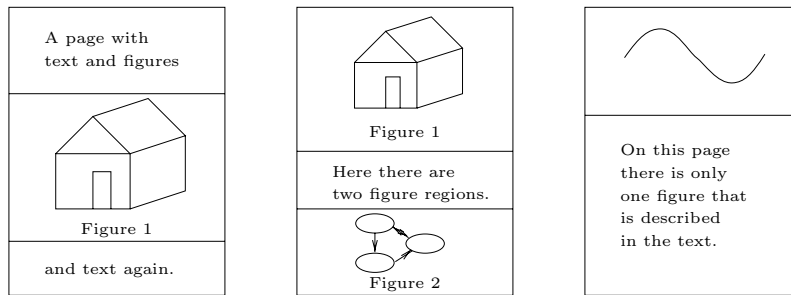 A page with
text and figures
Figure 1
and text again.
Figure 1
Here there are
two figure regions.
Figure 2
On this page
there is only
one figure that
is described
in the text.